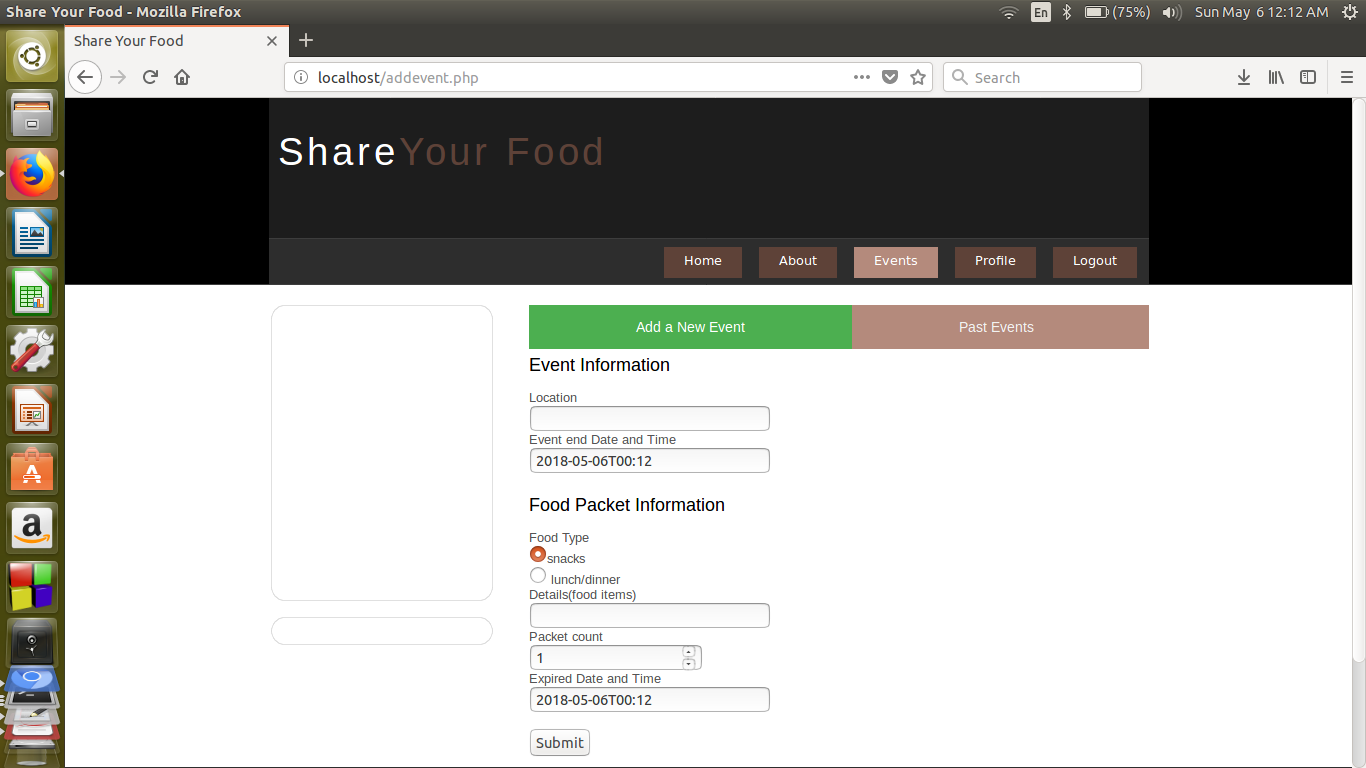 Share Your Food - Mozilla Firefox
En (75%) Sun May 6 12:12 AM
Share Your Food
localhost/addevent.php
Search
ShareYour Food
Home About Events Profile Logout
Add a New Event Past Events
Event Information
Location
Event end Date and Time
2018-05-06T00:12
Food Packet Information
Food Type
snacks
lunch/dinner
Details(food items)
Packet count
1
Expired Date and Time
2018-05-06T00:12
Submit